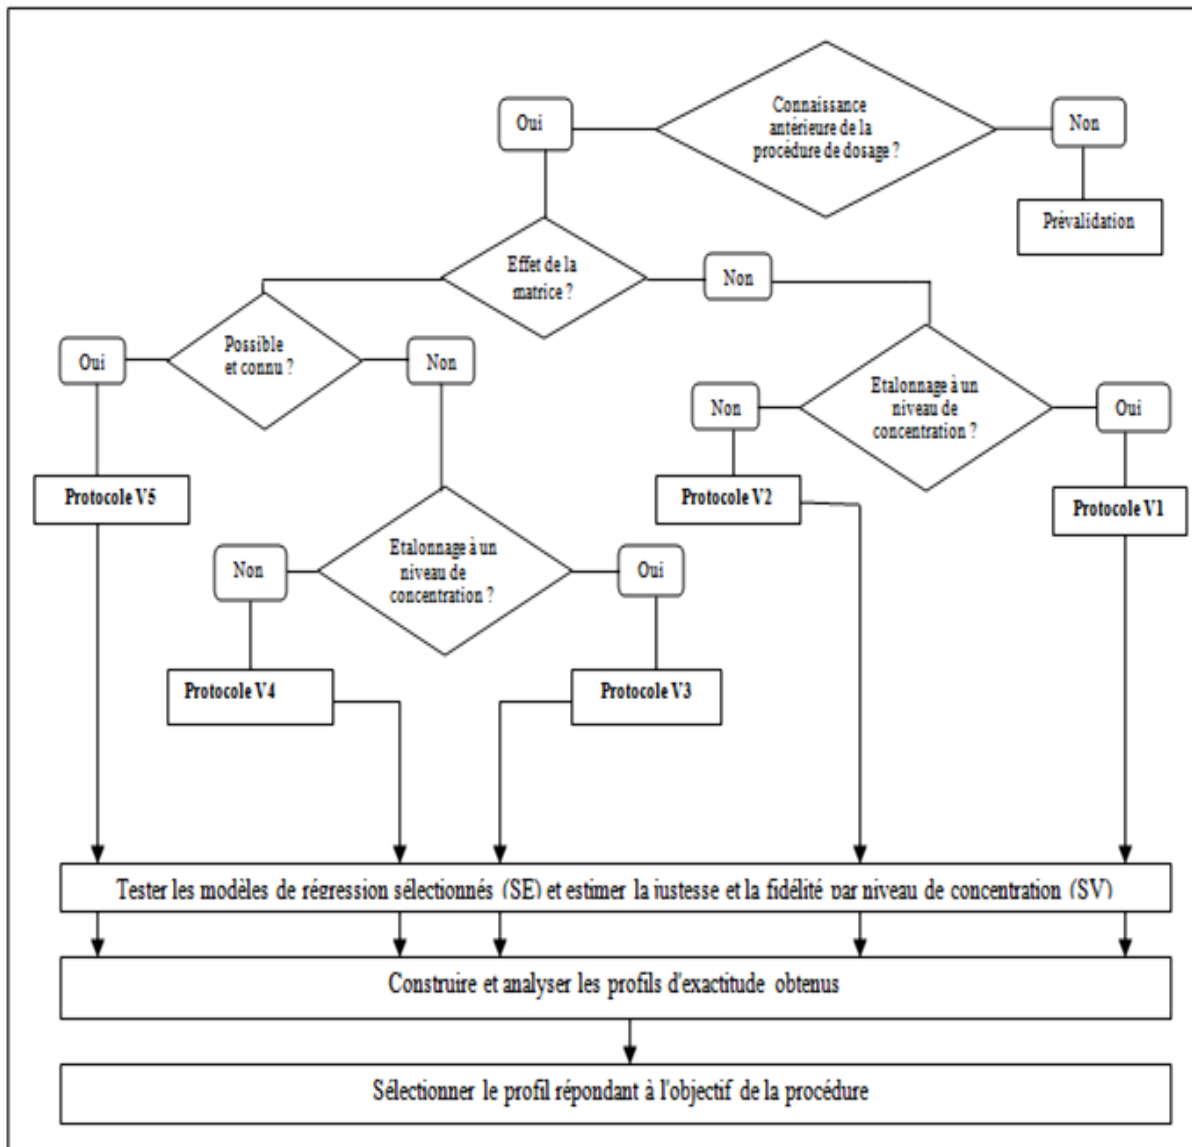 Connaissance
antérieure de la
procédure de dosage ?
Oui
Non
Prévalidation
Effet de la
matrice ?
Non
Possible
et connu ?
Oui
Non
Etalonnage à un
niveau de
concentration ?
Non
Oui
Protocole V5
Protocole V2
Protocole V1
Etalonnage à un
niveau de
concentration ?
Non
Oui
Protocole V4
Protocole V3
Tester les modèles de régression sélectionnés (SE) et estimer la justesse et la fidélité par niveau de concentration (SV)
Construire et analyser les profils d'exactitude obtenus
Sélectionner le profil répondant à l'objectif de la procédure